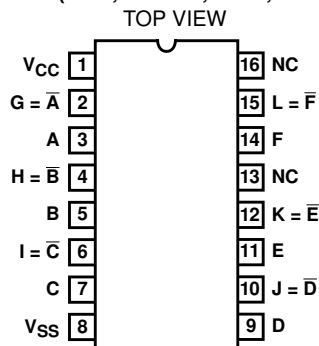 TOP VIEW
VCC 1 16 NC
G = A̅ 2 15 L = F̅
A 3 14 F
H = B̅ 4 13 NC
B 5 12 K = E̅
I = C̅ 6 11 E
C 7 10 J = D̅
VSS 8 9 D